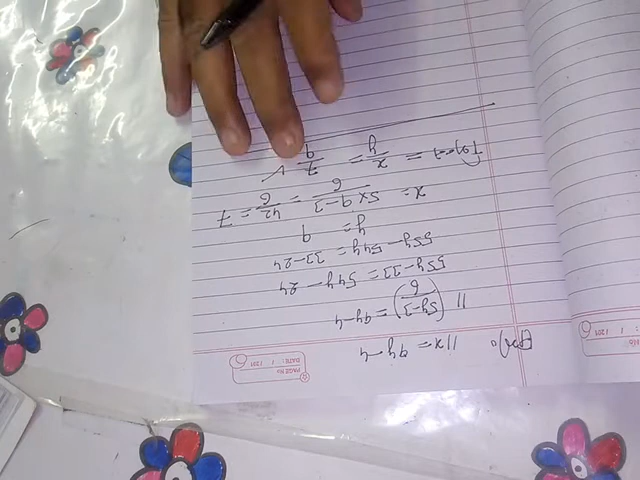 PAGE No.
DATE: / /201
11x = 9y-4
11(5y-3/6) = 9y-4
55y-33 = 54y-24
55y-54y = 33-24
y = 9
x = 5x9-3/6 = 42/6 = 7
= x/y = 7/9 ✓